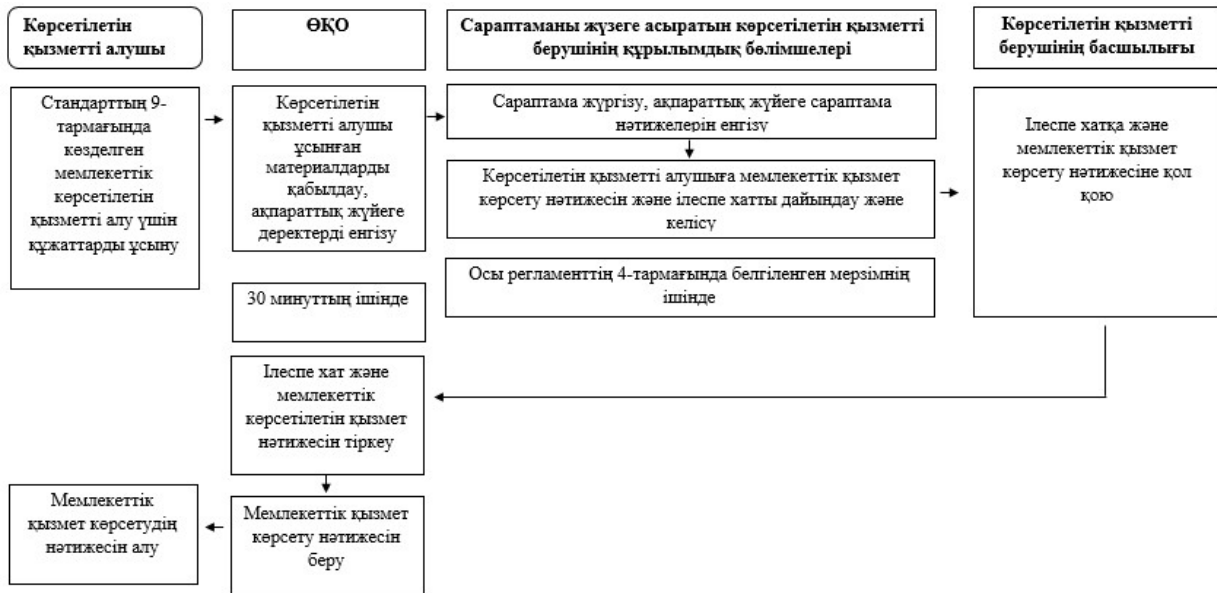 Көрсетілетін
қызметті алушы
ӨҚО
Сараптаманы жүзеге асыратын көрсетілетін қызметті
берушінің құрылымдық бөлімшелері
Көрсетілетін қызметті
берушінің басшылығы
Стандарттың 9-
тармағында
көзделген
мемлекеттік
көрсетілетін
қызметті алу үшін
құжаттарды ұсыну
Көрсетілетін
қызметті алушы
ұсынған
материалдарды
қабылдау,
ақпараттық жүйеге
деректерді енгізу
Сараптама жүргізу, ақпараттық жүйеге сараптама
нәтижелерін енгізу
Көрсетілетін қызметті алушыға мемлекеттік қызмет
көрсету нәтижесін және ілеспе хатты дайындау және
келісу
Ілеспе хатқа және
мемлекеттік қызмет
көрсету нәтижесіне қол
қою
30 минуттың ішінде
Осы регламенттің 4-тармағында белгіленген мерзімнің
ішінде
Ілеспе хат және
мемлекеттік
көрсетілетін қызмет
нәтижесін тіркеу
Мемлекеттік
қызмет көрсетудің
нәтижесін алу
Мемлекеттік қызмет
көрсету нәтижесін
беру